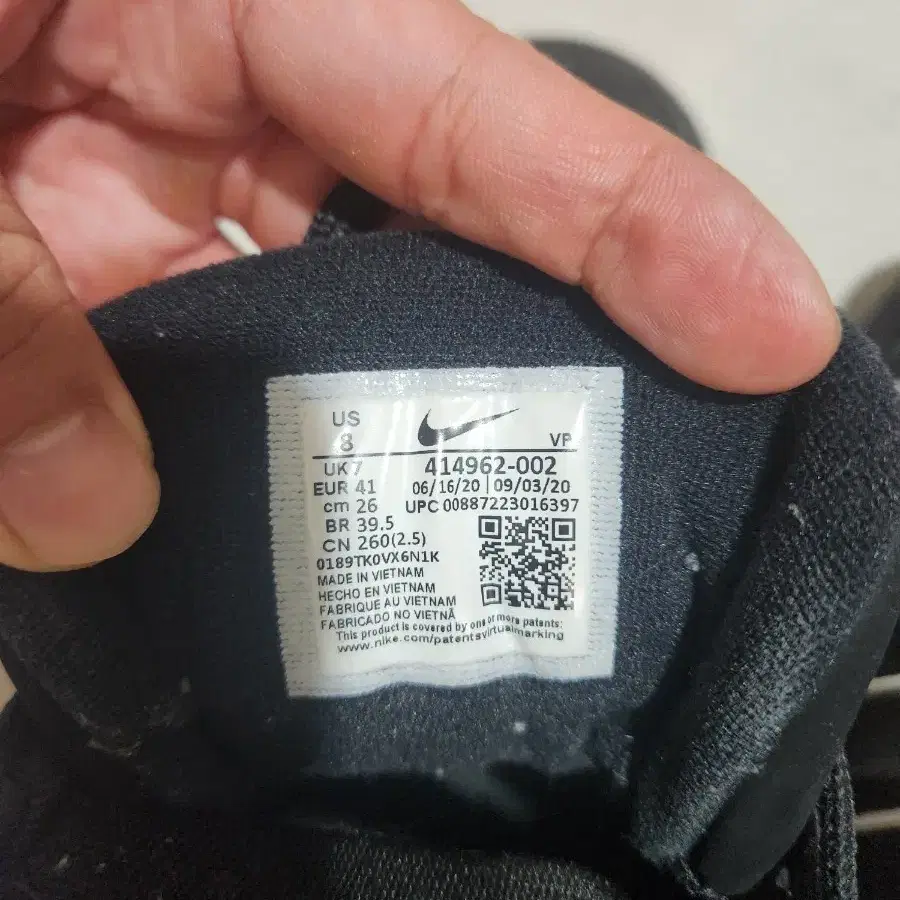 US
8
VP
UK 7
414962-002
EUR 41
06/16/20 | 09/03/20
cm 26
UPC 00887223016397
BR 39.5
CN 260(2.5)
0189TK0VX6N1K
MADE IN VIETNAM
HECHO EN VIETNAM
FABRIQUE AU VIETNAM
FABRICADO NO VIETNÃ
This product is covered by one or more patents:
www.nike.com/patentsvirtualmarking